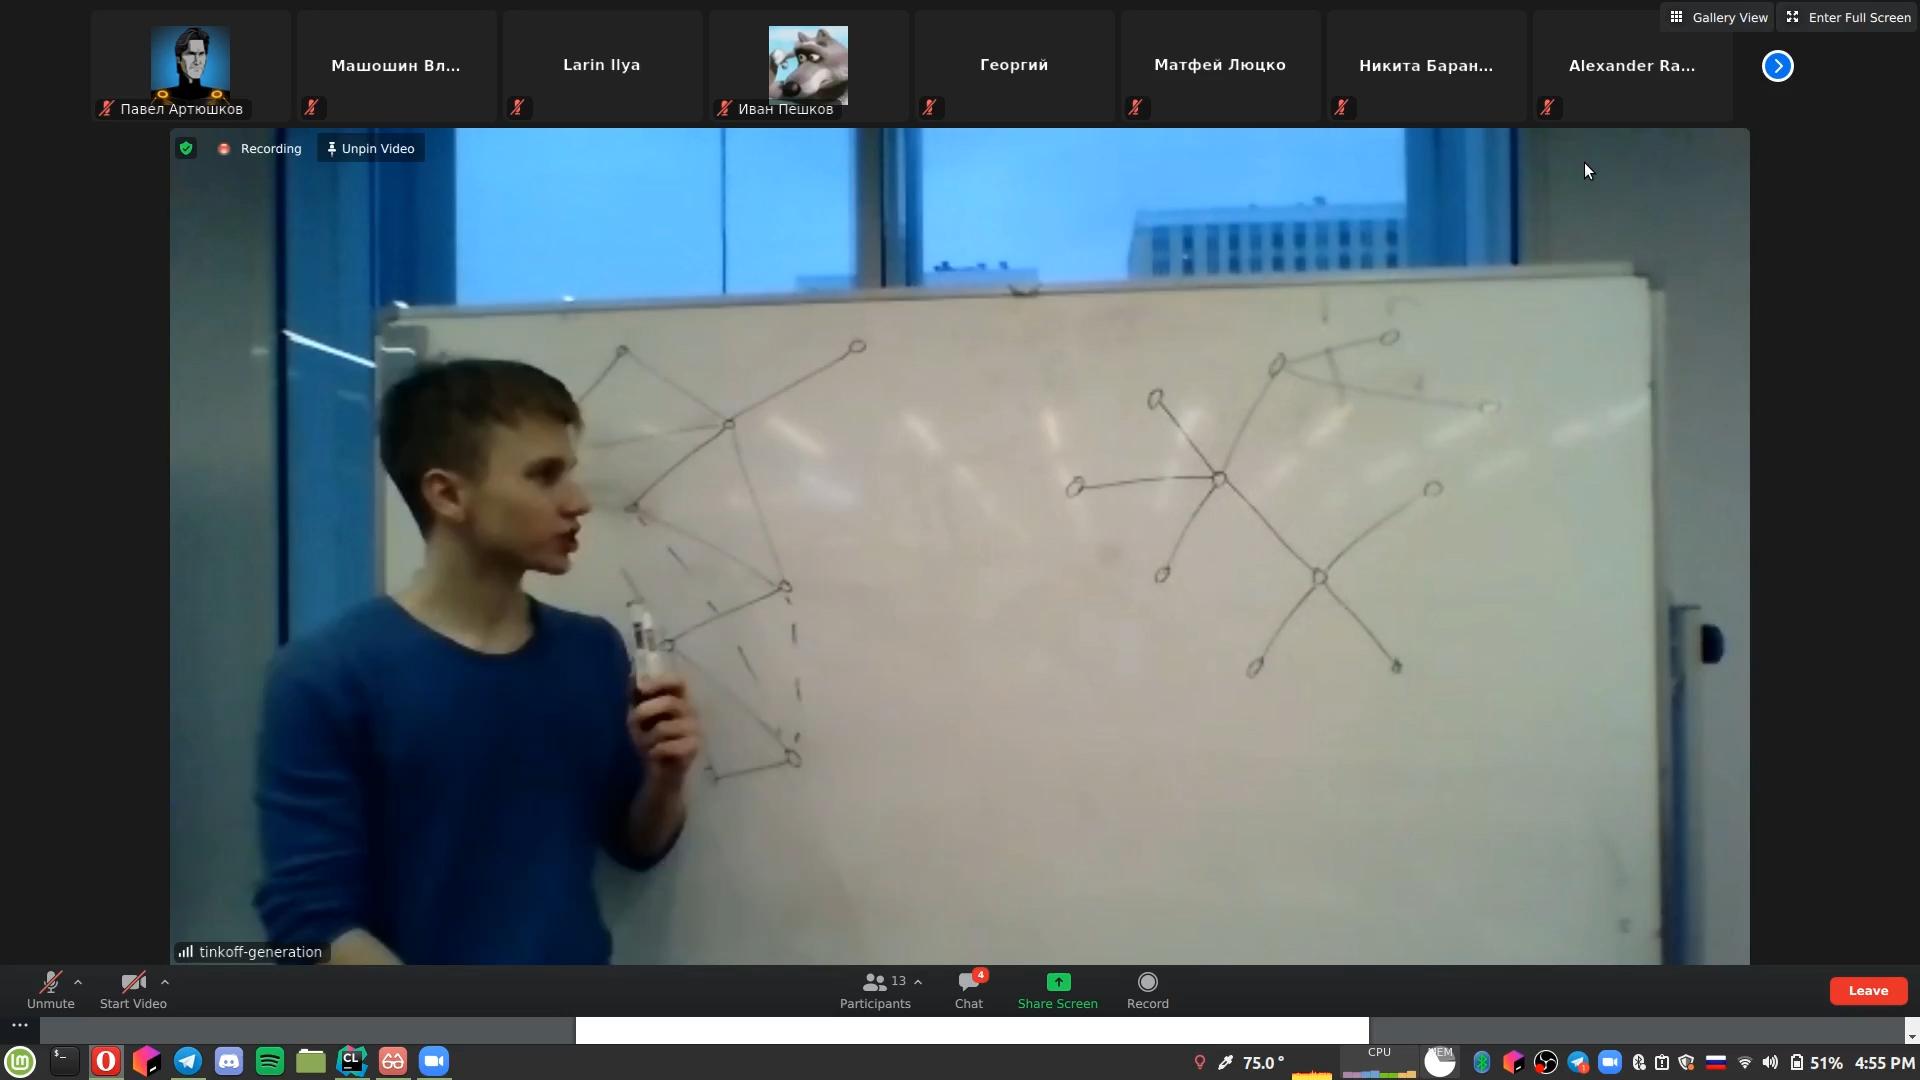 Gallery View
Enter Full Screen
Павел Артюшков
Машошин Вл...
Larin Ilya
Иван Пешков
Георгий
Матфей Люцко
Никита Баран...
Alexander Ra...
Recording
Unpin Video
tinkoff-generation
Unmute
Start Video
13
Participants
4
Chat
Share Screen
Record
Leave
CL
75.0°
CPU
MEM
51%
4:55 PM